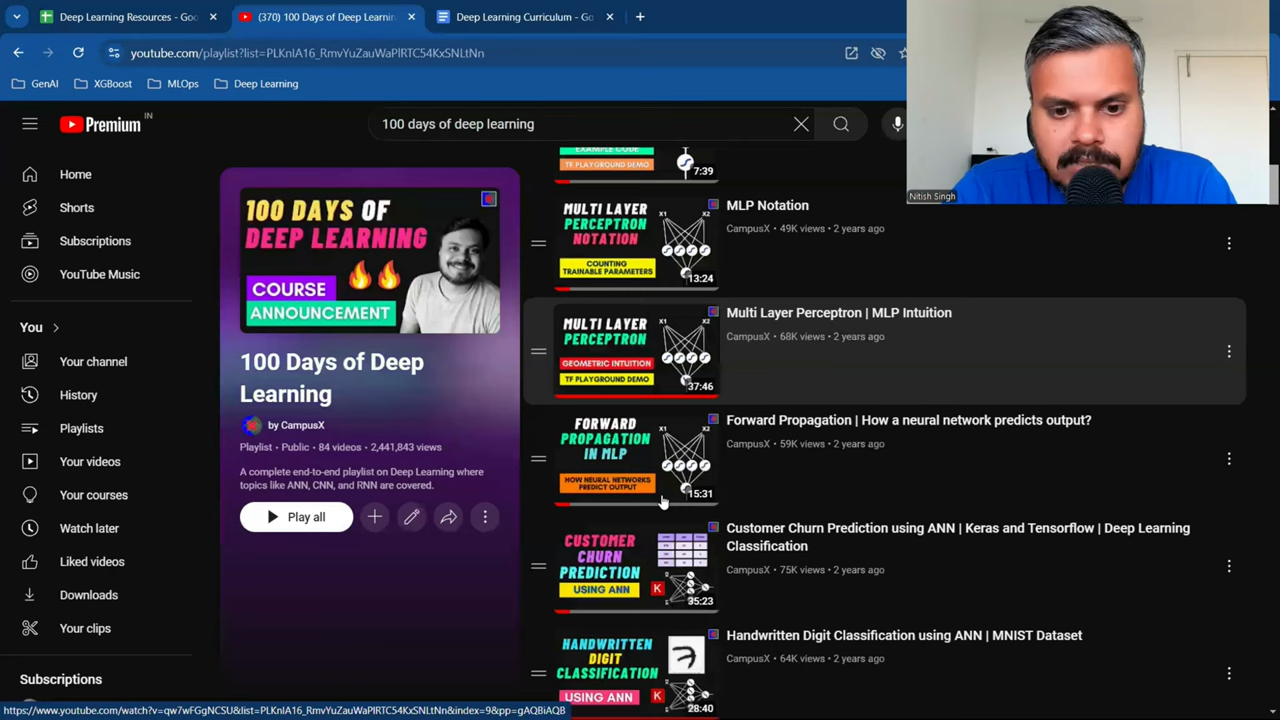 Deep Learning Resources - Goo
(370) 100 Days of Deep Learnin
Deep Learning Curriculum - Go
youtube.com/playlist?list=PLKnIA16_RmvYuZauWaPlRTC54KxSNLtNn
GenAI
XGBoost
MLOps
Deep Learning
Premium IN
100 days of deep learning
Nitish Singh
Home
Shorts
Subscriptions
YouTube Music
You
Your channel
History
Playlists
Your videos
Your courses
Watch later
Liked videos
Downloads
Your clips
Subscriptions
100 DAYS OF
DEEP LEARNING
COURSE
ANNOUNCEMENT
100 Days of Deep
Learning
by CampusX
Playlist • Public • 84 videos • 2,441,843 views
A complete end-to-end playlist on Deep Learning where
topics like ANN, CNN, and RNN are covered.
Play all
EXAMPLE CODE
TF PLAYGROUND DEMO
7:39
MULTI LAYER
PERCEPTRON
NOTATION
COUNTING
TRAINABLE PARAMETERS
X1 X2
13:24
MLP Notation
CampusX • 49K views • 2 years ago
MULTI LAYER
PERCEPTRON
GEOMETRIC INTUITION
TF PLAYGROUND DEMO
X1 X2
37:46
Multi Layer Perceptron | MLP Intuition
CampusX • 68K views • 2 years ago
FORWARD
PROPAGATION
IN MLP
HOW NEURAL NETWORKS
PREDICT OUTPUT
X1 X2
15:31
Forward Propagation | How a neural network predicts output?
CampusX • 59K views • 2 years ago
CUSTOMER
CHURN
PREDICTION
USING ANN
K
35:23
Customer Churn Prediction using ANN | Keras and Tensorflow | Deep Learning
Classification
CampusX • 75K views • 2 years ago
HANDWRITTEN
DIGIT
CLASSIFICATION
USING ANN
K
28:40
Handwritten Digit Classification using ANN | MNIST Dataset
CampusX • 64K views • 2 years ago
https://www.youtube.com/watch?v=qw7wFGgNCSU&list=PLKnIA16_RmvYuZauWaPlRTC54KxSNLtNn&index=9&pp=gAQBiAQB